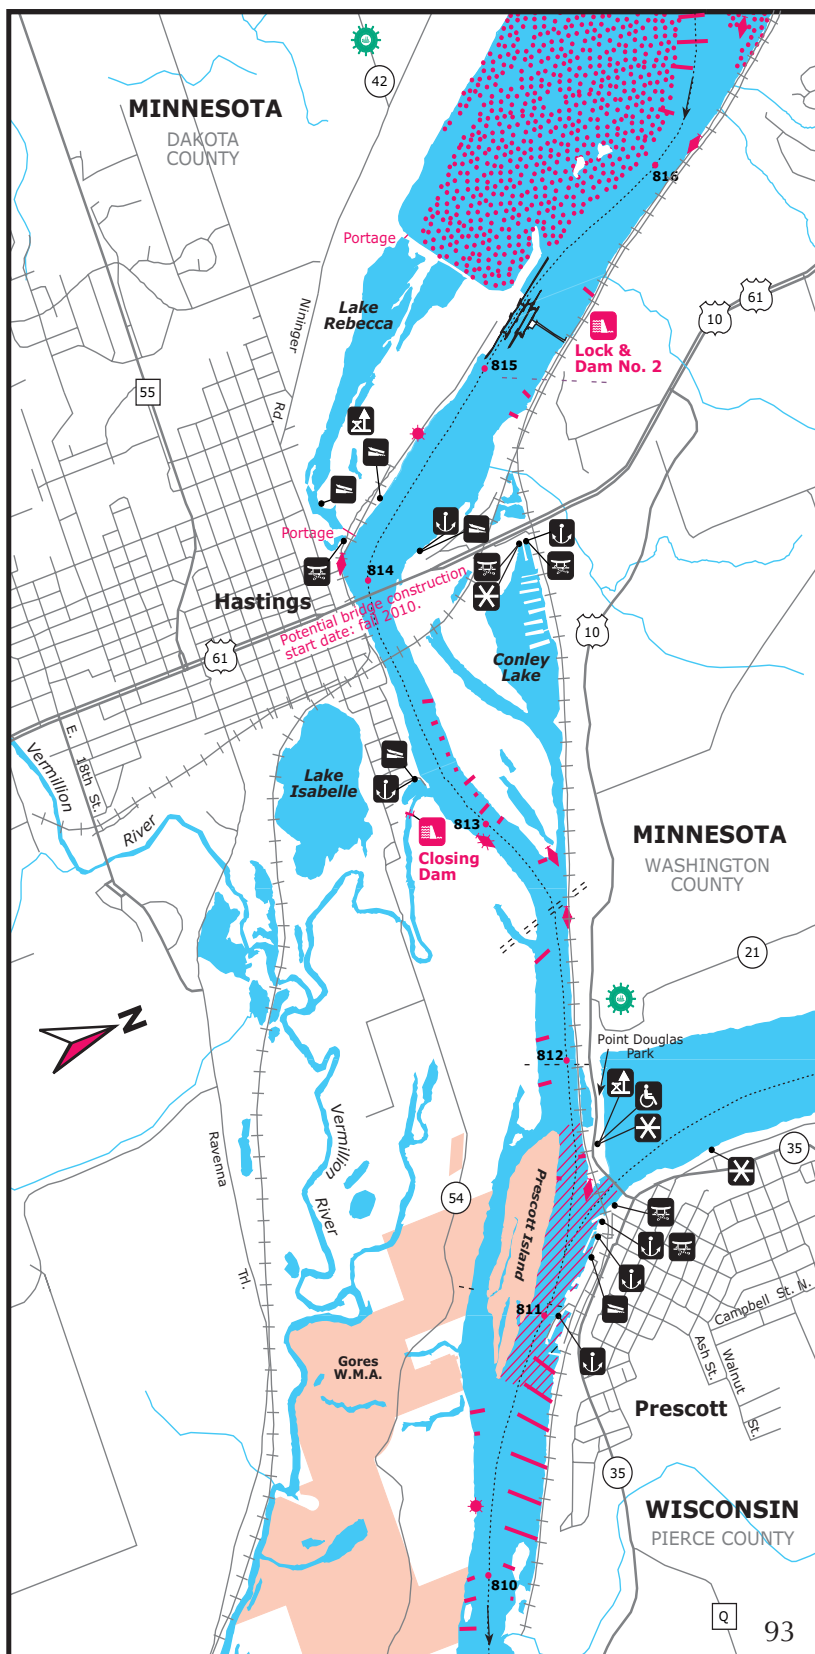 42
MINNESOTA
DAKOTA
COUNTY
816
Portage
Nininger
Rd.
Lake
Rebecca
61
10
Lock &
Dam No. 2
815
55
Portage
814
Hastings
Potential bridge construction
start date: fall 2010.
10
61
Conley
Lake
E. 18th St.
Vermillion
River
Lake
Isabelle
813
Closing
Dam
MINNESOTA
WASHINGTON
COUNTY
21
N
812
Point Douglas
Park
Ravenna
Trl.
Vermillion
River
35
54
Prescott Island
811
Campbell St. N.
Ash St.
Walnut
St.
Gores
W.M.A.
Prescott
35
WISCONSIN
PIERCE COUNTY
810
Q
93